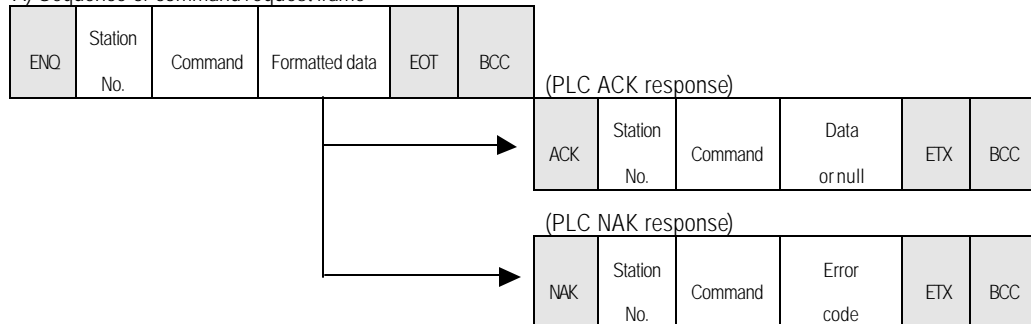 A) Sequence of command request frame
ENQ Station No. Command Formatted data EOT BCC
(PLC ACK response)
ACK Station No. Command Data or null ETX BCC
(PLC NAK response)
NAK Station No. Command Error code ETX BCC